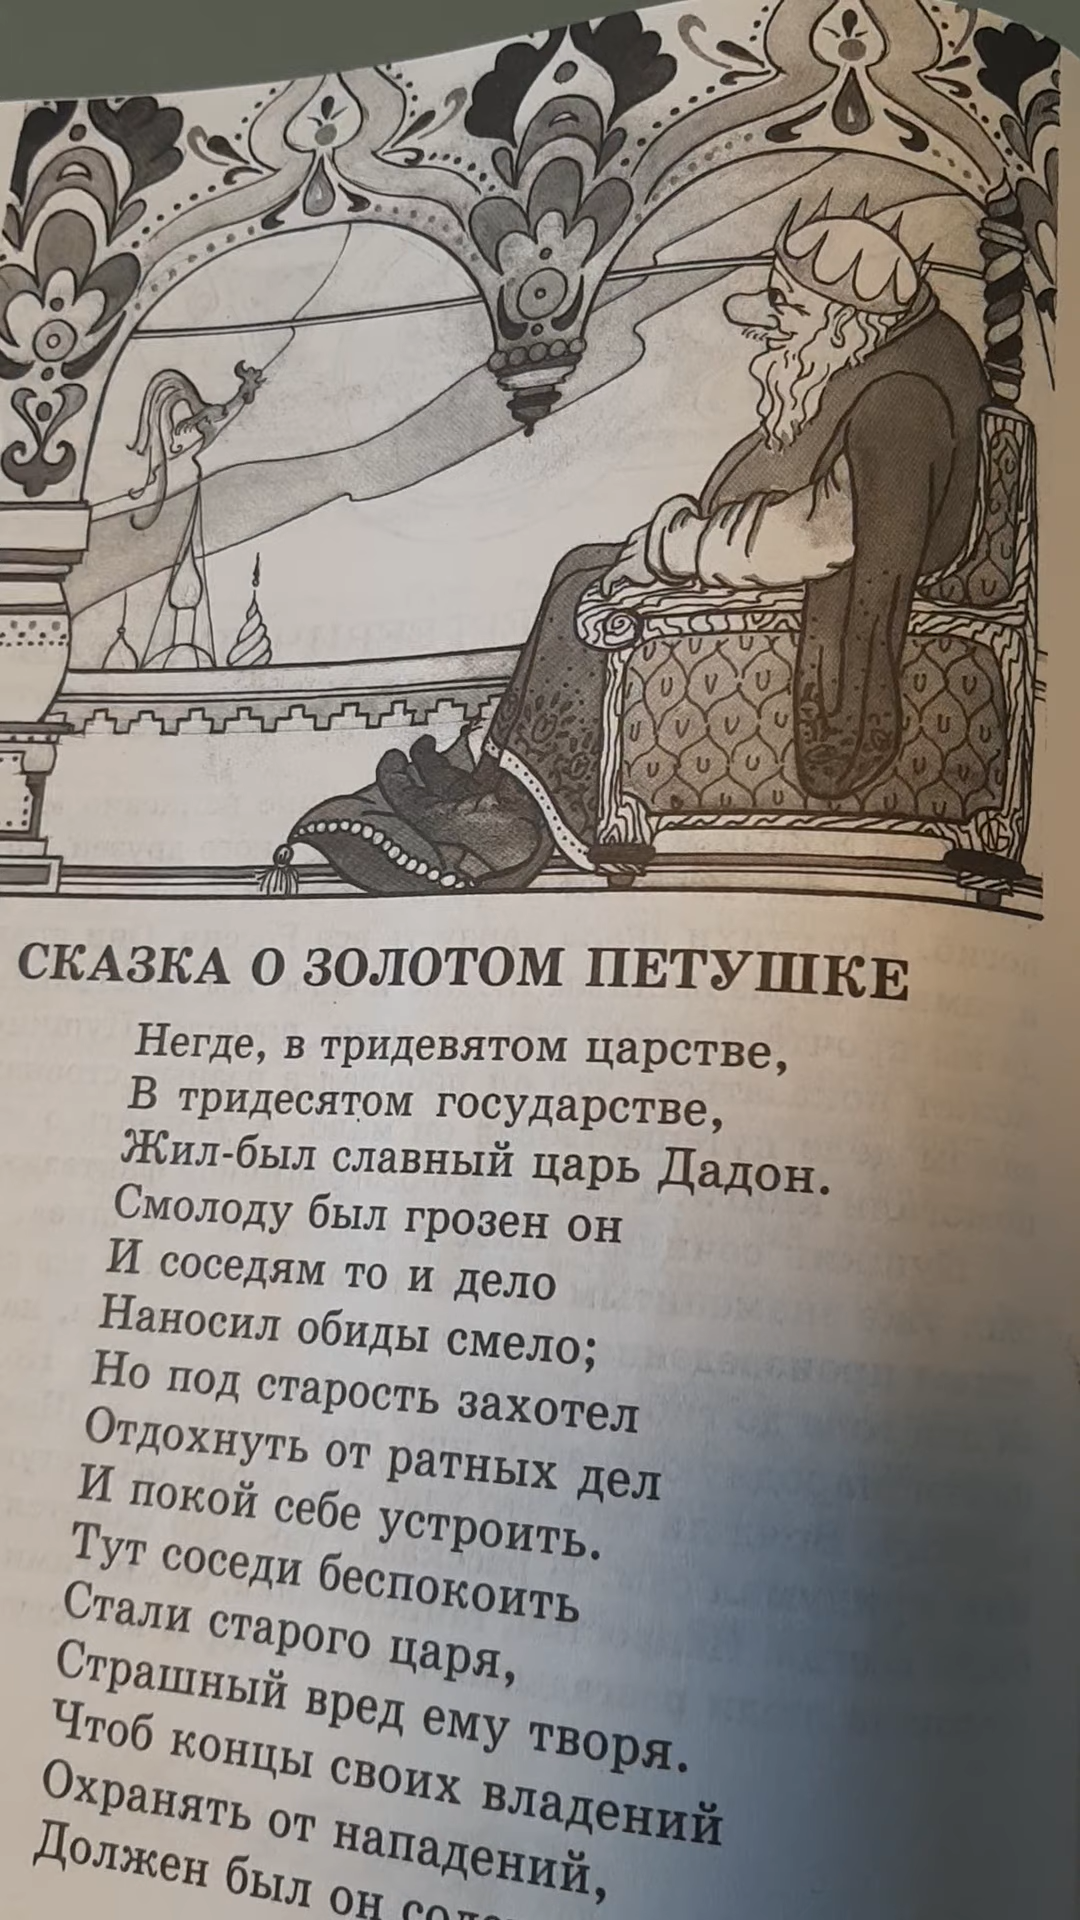 СКАЗКА О ЗОЛОТОМ ПЕТУШКЕ
Негде, в тридевятом царстве,
В тридесятом государстве,
Жил-был славный царь Дадон.
Смолоду был грозен он
И соседям то и дело
Наносил обиды смело;
Но под старость захотел
Отдохнуть от ратных дел
И покой себе устроить.
Тут соседи беспокоить
Стали старого царя,
Страшный вред ему творя.
Чтоб концы своих владений
Охранять от нападений,
Должен был он